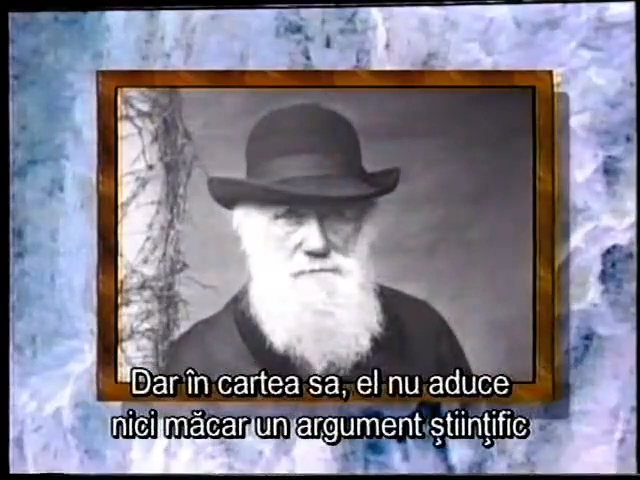 Dar în cartea sa, el nu aduce
nici măcar un argument ştiinţific